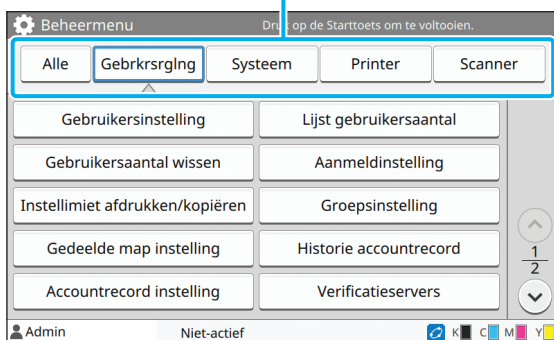 Beheermenu
Druk op de Starttoets om te voltooien.
Alle
Gebrkrsrglng
Systeem
Printer
Scanner
Gebruikersinstelling
Lijst gebruikersaantal
Gebruikersaantal wissen
Aanmeldinstelling
Instellimiet afdrukken/kopiëren
Groepsinstelling
Gedeelde map instelling
Historie accountrecord
Accountrecord instelling
Verificatieservers
1
2
Admin
Niet-actief
K
C
M
Y